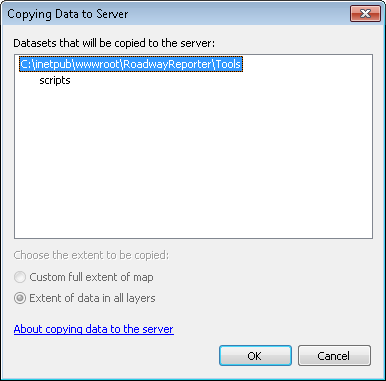 Copying Data to Server
Datasets that will be copied to the server:
C:\inetpub\wwwroot\RoadwayReporter\Tools
scripts
Choose the extent to be copied:
Custom full extent of map
Extent of data in all layers
About copying data to the server
OK
Cancel